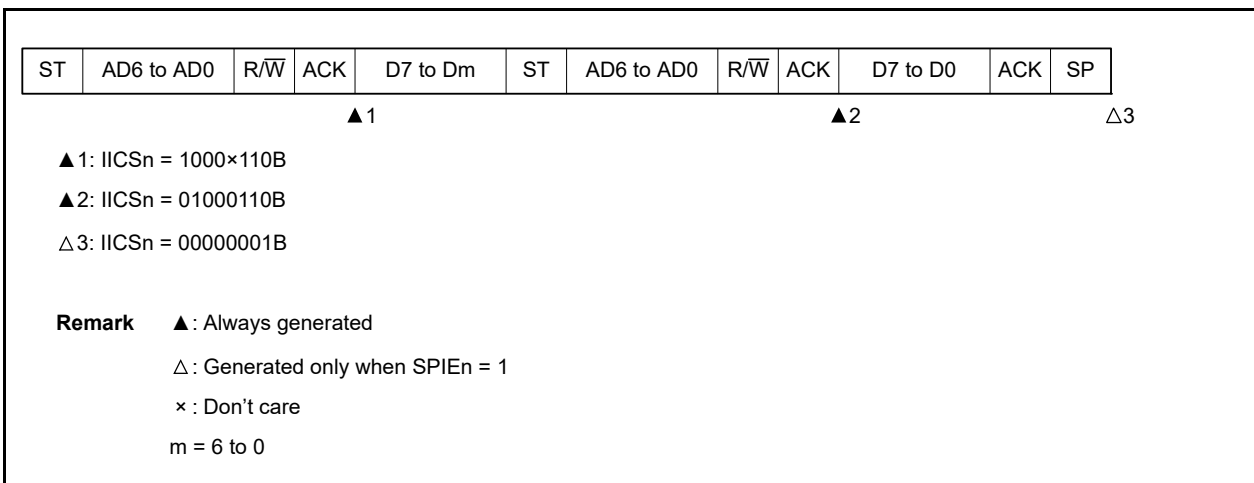 ST AD6 to AD0 R/W̅ ACK D7 to Dm ST AD6 to AD0 R/W̅ ACK D7 to D0 ACK SP
▲1 ▲2 △3
▲1: IICSn = 1000×110B
▲2: IICSn = 01000110B
△3: IICSn = 00000001B
Remark ▲: Always generated
△: Generated only when SPIEn = 1
×: Don't care
m = 6 to 0